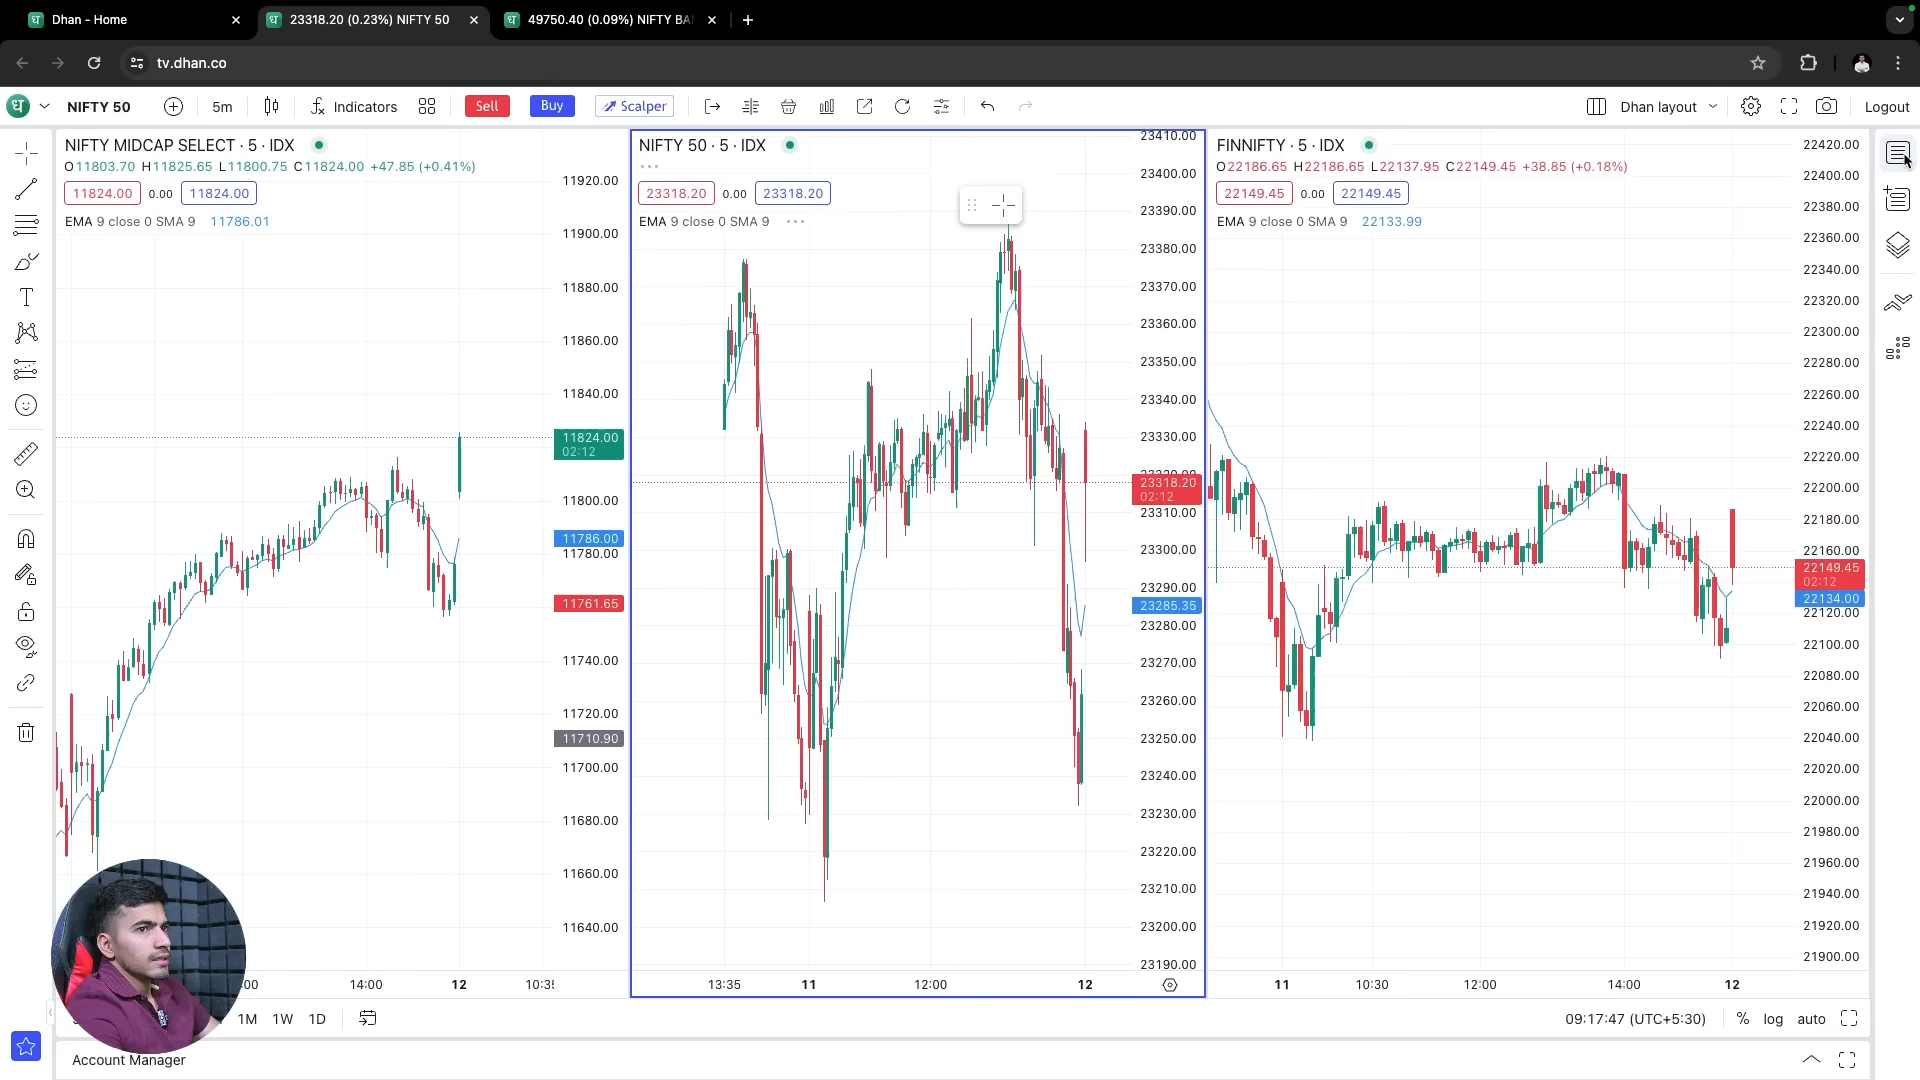 Dhan - Home
23318.20 (0.23%) NIFTY 50
49750.40 (0.09%) NIFTY BA
tv.dhan.co
ध
NIFTY 50
5m
Indicators
Sell
Buy
Scalper
Dhan layout
Logout
NIFTY MIDCAP SELECT · 5 · IDX
O11803.70 H11825.65 L11800.75 C11824.00 +47.85 (+0.41%)
11824.00 0.00 11824.00
EMA 9 close 0 SMA 9 11786.01
11920.00
11900.00
11880.00
11860.00
11840.00
11824.00
02:12
11800.00
11786.00
11780.00
11761.65
11740.00
11720.00
11710.90
11700.00
11680.00
11660.00
11640.00
:00
14:00
12
10:3
NIFTY 50 · 5 · IDX
23318.20 0.00 23318.20
EMA 9 close 0 SMA 9
23410.00
23400.00
23390.00
23380.00
23370.00
23360.00
23350.00
23340.00
23330.00
23320.00
23318.20
02:12
23310.00
23300.00
23290.00
23285.35
23280.00
23270.00
23260.00
23250.00
23240.00
23230.00
23220.00
23210.00
23200.00
23190.00
13:35
11
12:00
12
FINNIFTY · 5 · IDX
O22186.65 H22186.65 L22137.95 C22149.45 +38.85 (+0.18%)
22149.45 0.00 22149.45
EMA 9 close 0 SMA 9 22133.99
22420.00
22400.00
22380.00
22360.00
22340.00
22320.00
22300.00
22280.00
22260.00
22240.00
22220.00
22200.00
22180.00
22160.00
22149.45
02:12
22134.00
22120.00
22100.00
22080.00
22060.00
22040.00
22020.00
22000.00
21980.00
21960.00
21940.00
21920.00
21900.00
11
10:30
12:00
14:00
12
1M
1W
1D
09:17:47 (UTC+5:30)
%
log
auto
Account Manager